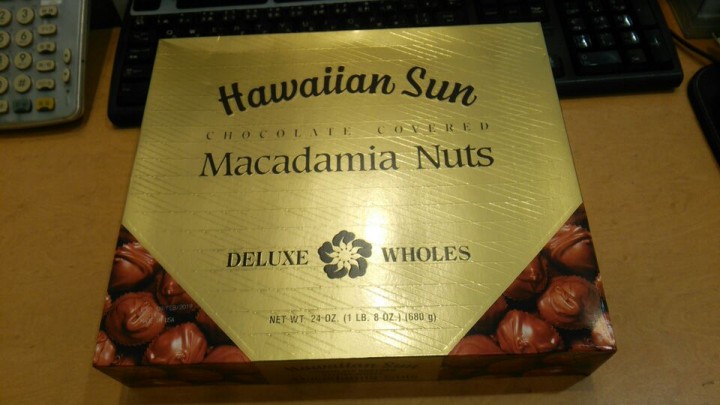 Hawaiian Sun
CHOCOLATE COVERED
Macadamia Nuts
DELUXE WHOLES
NET WT. 24 OZ. (1 LB. 8 OZ.) (680 g)